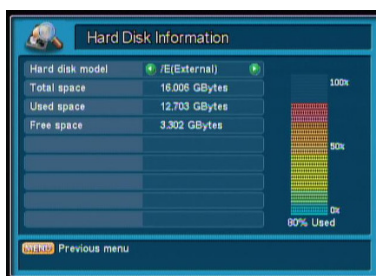 Hard Disk Information
Hard disk model /E(External)
Total space 16.006 GBytes
Used space 12.703 GBytes
Free space 3.302 GBytes
100%
50%
0%
80% Used
MENU Previous menu